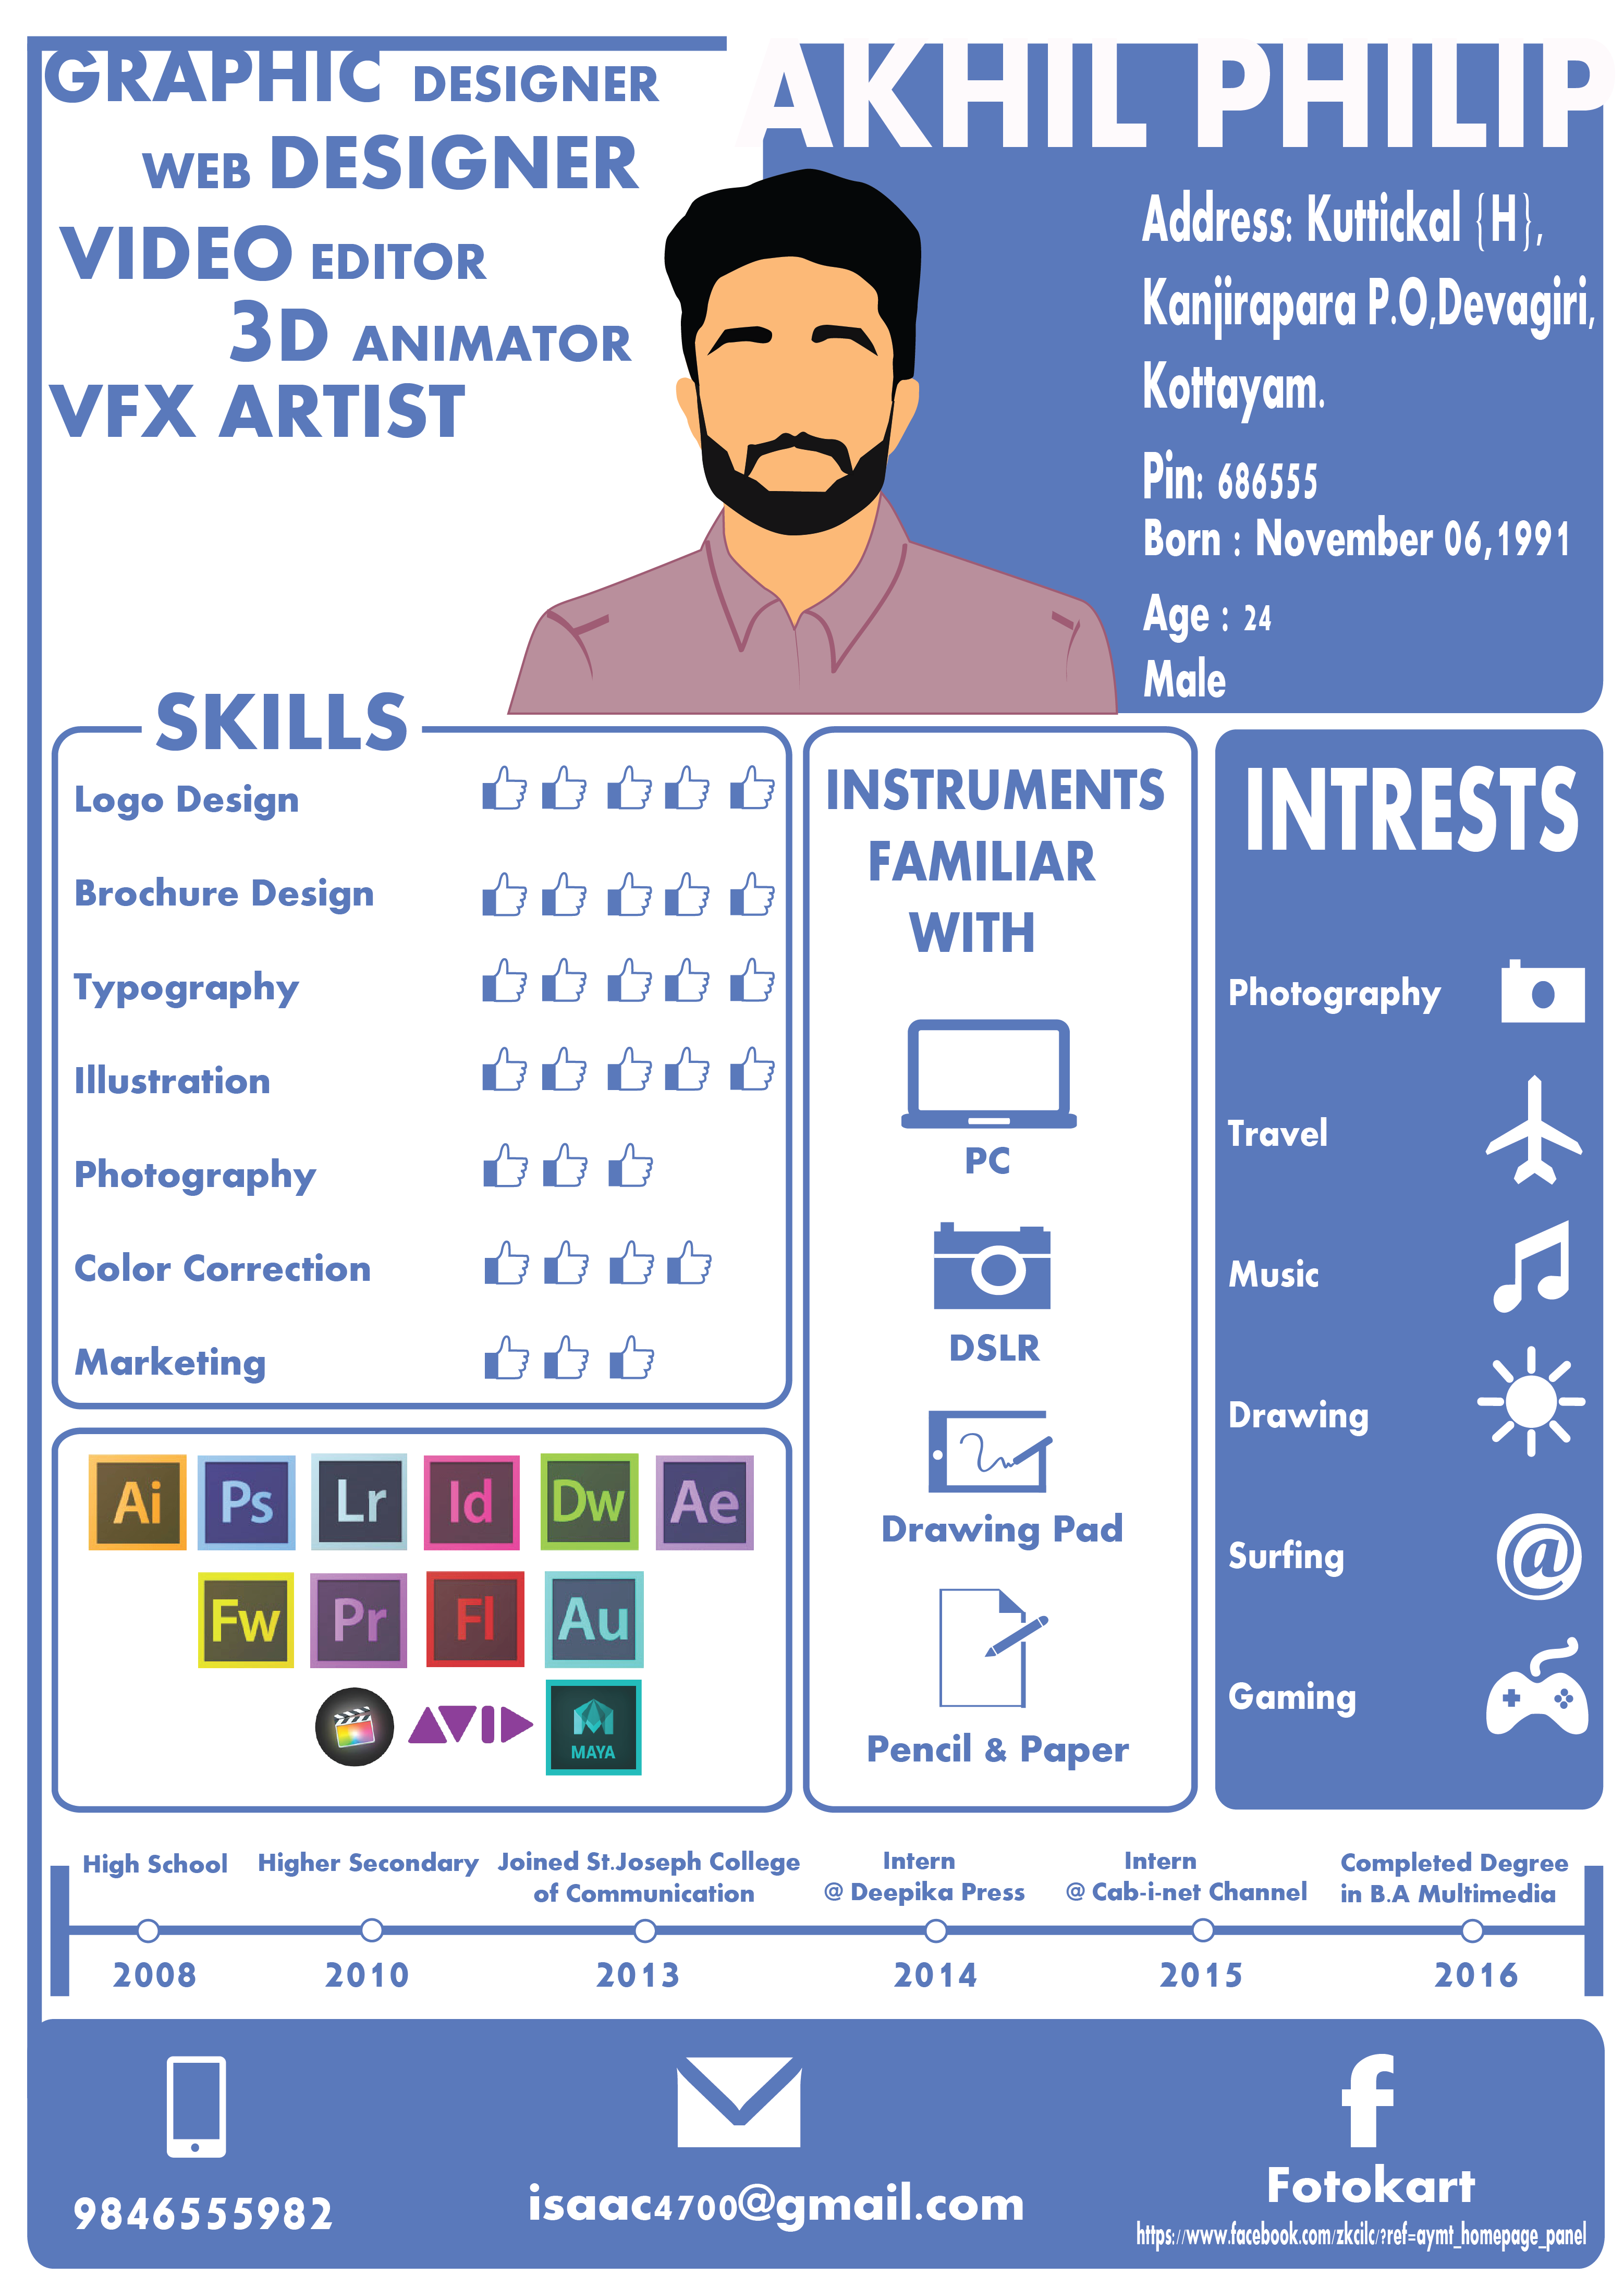 GRAPHIC DESIGNER
WEB DESIGNER
VIDEO EDITOR
3D ANIMATOR
VFX ARTIST
AKHIL PHILIP
Address: Kuttickal {H},
Kanjirapara P.O,Devagiri,
Kottayam.
Pin: 686555
Born : November 06,1991
Age : 24
Male
SKILLS
Logo Design
Brochure Design
Typography
Illustration
Photography
Color Correction
Marketing
Ai Ps Lr Id Dw Ae
Fw Pr Fl Au
AVID
MAYA
INSTRUMENTS
FAMILIAR
WITH
PC
DSLR
Drawing Pad
Pencil & Paper
INTRESTS
Photography
Travel
Music
Drawing
Surfing
@
Gaming
High School
2008
Higher Secondary
2010
Joined St.Joseph College
of Communication
2013
Intern
@ Deepika Press
2014
Intern
@ Cab-i-net Channel
2015
Completed Degree
in B.A Multimedia
2016
9846555982
isaac4700@gmail.com
f
Fotokart
https://www.facebook.com/zkcilc/?ref=aymt_homepage_panel